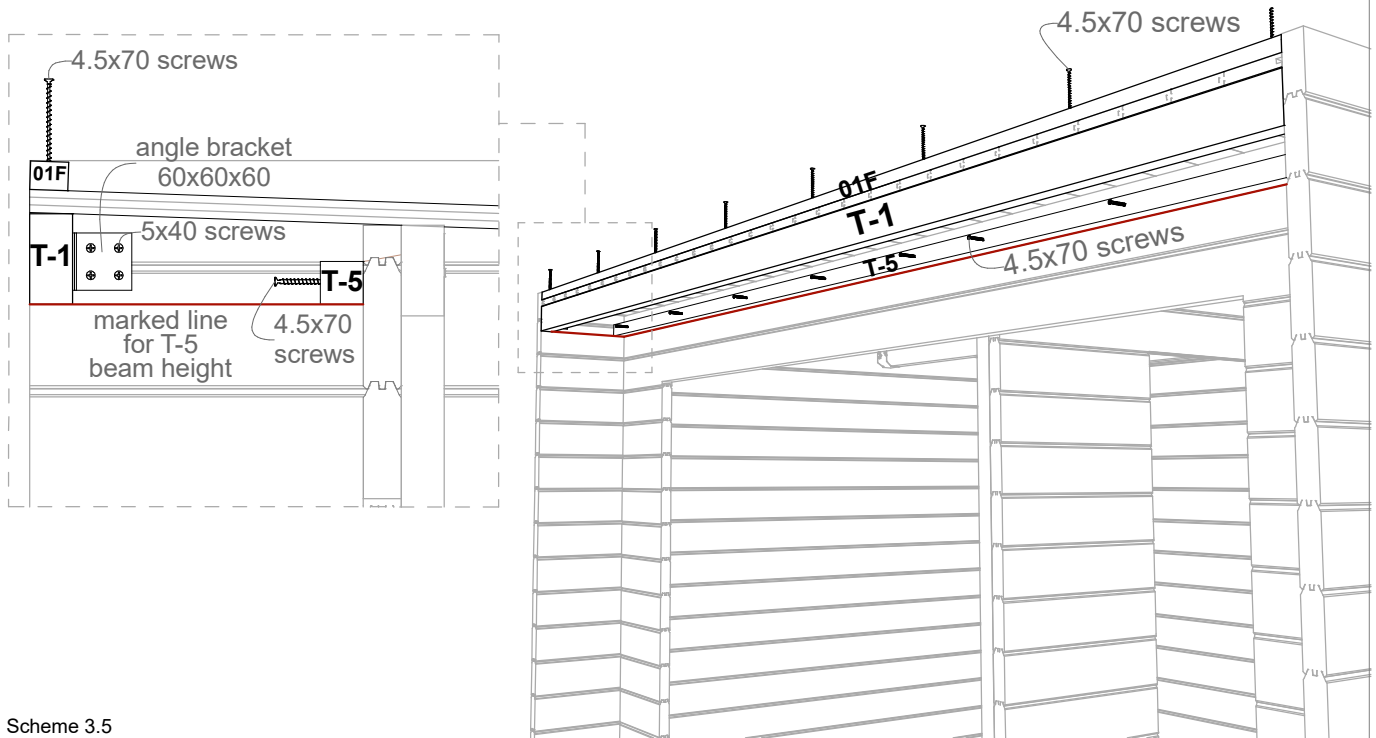 4.5x70 screws
angle bracket
60x60x60
01F
5x40 screws
T-1
T-5
marked line
for T-5
beam height
4.5x70
screws
4.5x70 screws
01F
T-1
T-5
4.5x70 screws
Scheme 3.5